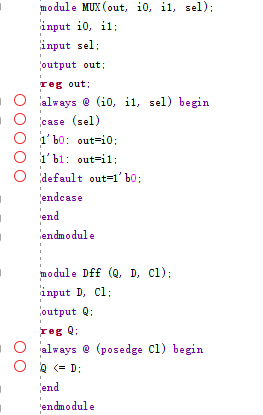 module MUX(out, i0, i1, sel);
input i0, i1;
input sel;
output out;
reg out;
always @ (i0, i1, sel) begin
case (sel)
1'b0: out=i0;
1'b1: out=i1;
default out=1'b0;
endcase
end
endmodule
module Dff (Q, D, Cl);
input D, Cl;
output Q;
reg Q;
always @ (posedge Cl) begin
Q <= D;
end
endmodule